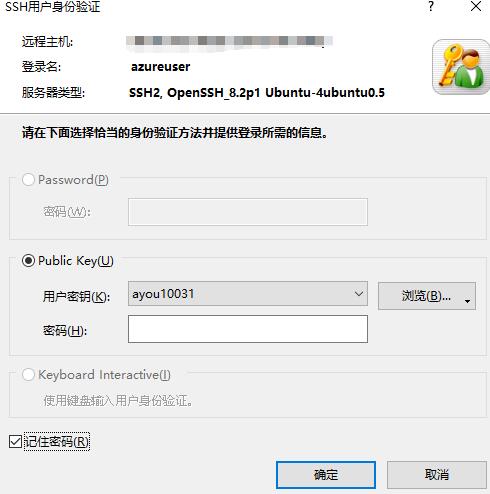 SSH用户身份验证 ? ×
远程主机:
登录名: azureuser
服务器类型: SSH2, OpenSSH_8.2p1 Ubuntu-4ubuntu0.5
请在下面选择恰当的身份验证方法并提供登录所需的信息。
Password(P)
密码(W):
Public Key(U)
用户密钥(K): ayou10031 浏览(B)...
密码(H):
Keyboard Interactive(I)
使用键盘输入用户身份验证。
记住密码(R)
确定 取消